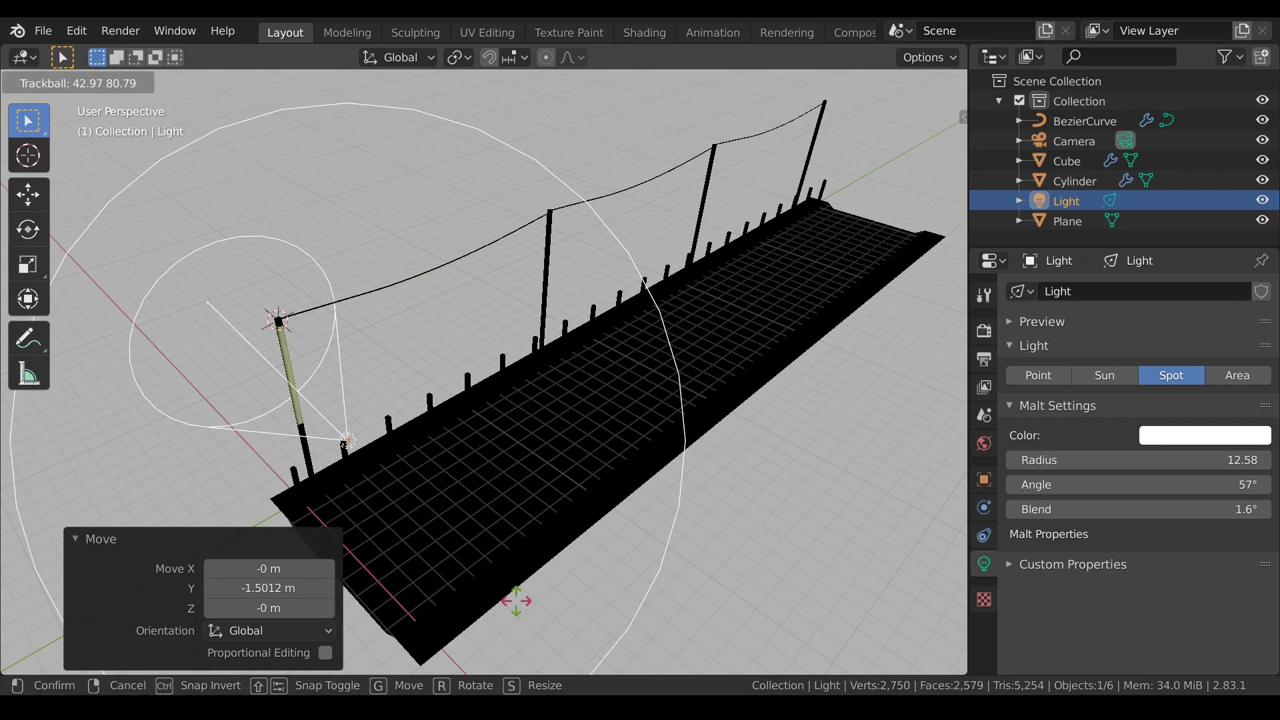 File Edit Render Window Help Layout Modeling Sculpting UV Editing Texture Paint Shading Animation Rendering Compos Scene View Layer
Global Options
Trackball: 42.97 80.79
User Perspective
(1) Collection | Light
Scene Collection
Collection
BezierCurve
Camera
Cube
Cylinder
Light
Plane
Light Light
Light
Preview
Light
Point Sun Spot Area
Malt Settings
Color:
Radius 12.58
Angle 57°
Blend 1.6°
Malt Properties
Custom Properties
Move
Move X -0 m
Y -1.5012 m
Z -0 m
Orientation Global
Proportional Editing
Confirm Cancel Ctrl Snap Invert Snap Toggle G Move R Rotate S Resize Collection | Light | Verts:2,750 | Faces:2,579 | Tris:5,254 | Objects:1/6 | Mem: 34.0 MiB | 2.83.1